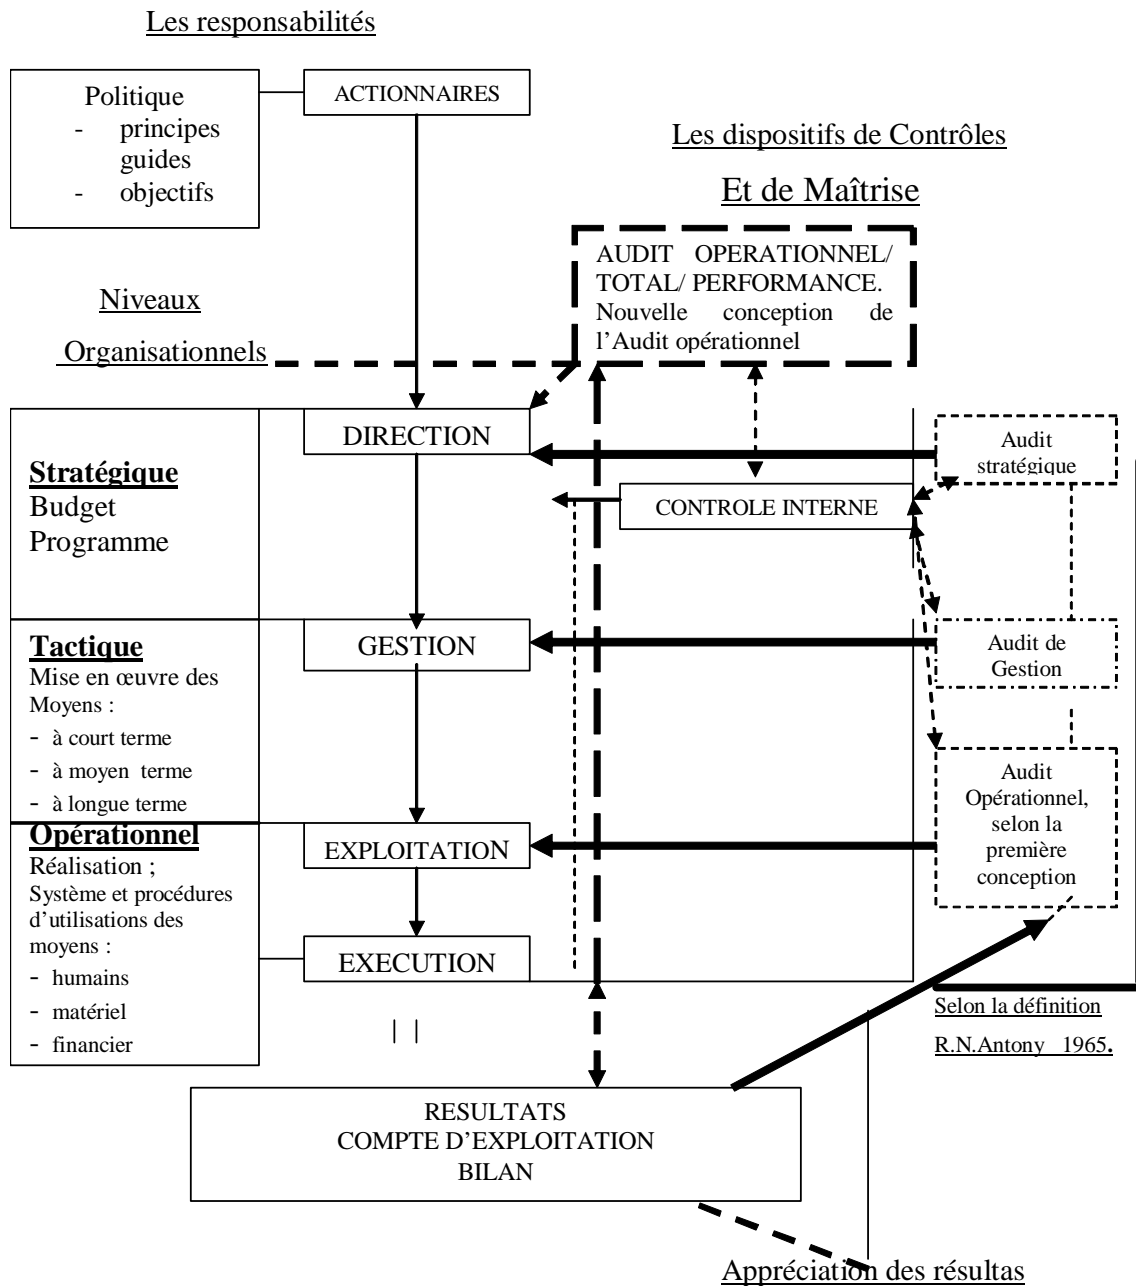 Les responsabilités
Politique
- principes
guides
- objectifs
ACTIONNAIRES
Les dispositifs de Contrôles
Et de Maîtrise
AUDIT OPERATIONNEL/
TOTAL/ PERFORMANCE.
Nouvelle conception de
l’Audit opérationnel
Niveaux
Organisationnels
Stratégique
Budget
Programme
DIRECTION
CONTROLE INTERNE
Audit
stratégique
Tactique
Mise en œuvre des
Moyens :
- à court terme
- à moyen terme
- à longue terme
GESTION
Audit de
Gestion
Opérationnel
Réalisation ;
Système et procédures
d’utilisations des
moyens :
- humains
- matériel
- financier
EXPLOITATION
EXECUTION
Audit
Opérationnel,
selon la
première
conception
Selon la définition
R.N.Antony 1965.
RESULTATS
COMPTE D’EXPLOITATION
BILAN
Appréciation des résultas